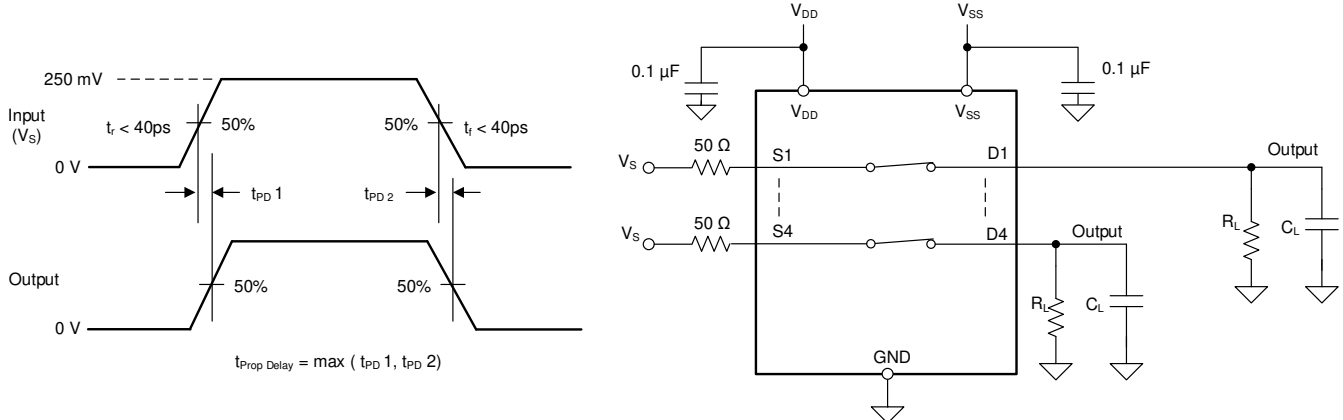 250 mV
Input
(VS)
tr < 40ps
50%
50%
tf < 40ps
0 V
tPD 1
tPD 2
Output
50%
50%
0 V
tProp Delay = max ( tPD 1, tPD 2)
VDD
VSS
0.1 µF
0.1 µF
VDD
VSS
50 Ω
VS
S1
D1
Output
50 Ω
VS
S4
D4
Output
RL
CL
RL
CL
GND